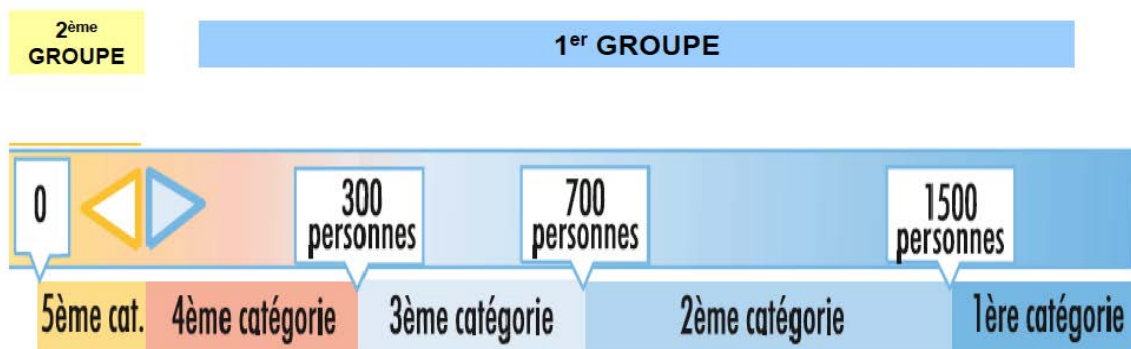 2ème
GROUPE
1er GROUPE
0
300
personnes
700
personnes
1500
personnes
5ème cat.
4ème catégorie
3ème catégorie
2ème catégorie
1ère catégorie